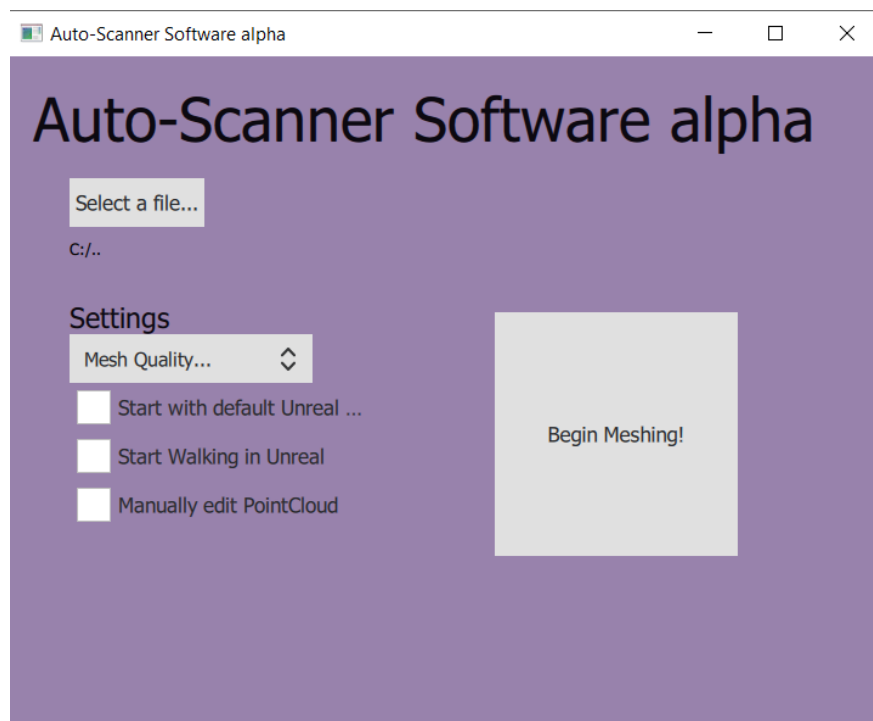 Auto-Scanner Software alpha
Auto-Scanner Software alpha
Select a file...
C:/..
Settings
Mesh Quality...
Start with default Unreal ...
Start Walking in Unreal
Manually edit PointCloud
Begin Meshing!